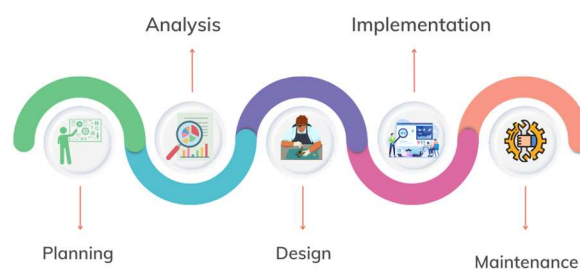 Analysis
Implementation
Planning
Design
Maintenance